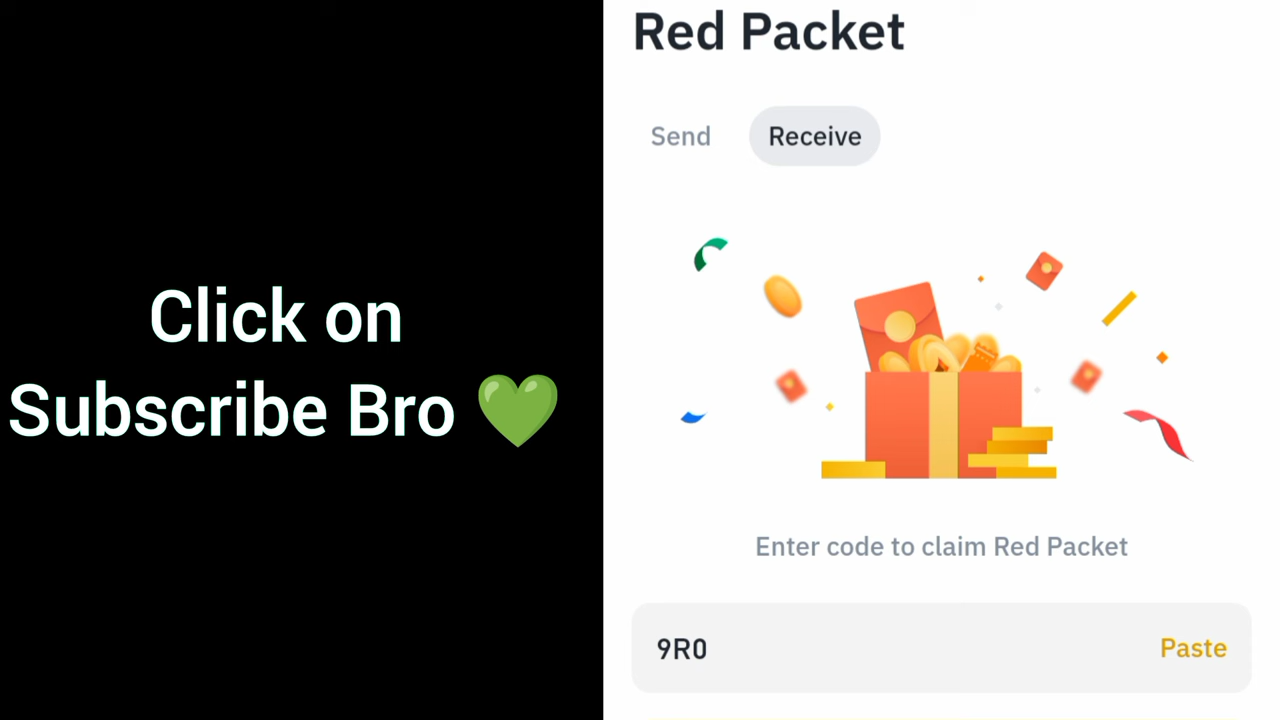 Click on
Subscribe Bro 💚
Red Packet
Send
Receive
Enter code to claim Red Packet
9R0
Paste